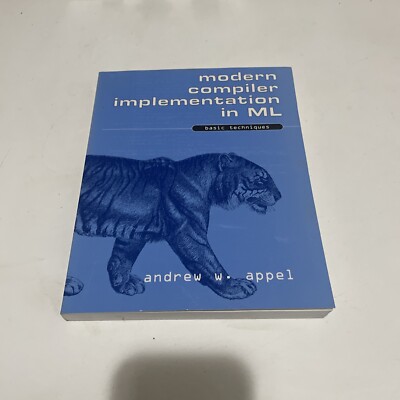 modern
compiler
implementation
in ML
basic techniques
andrew w. appel